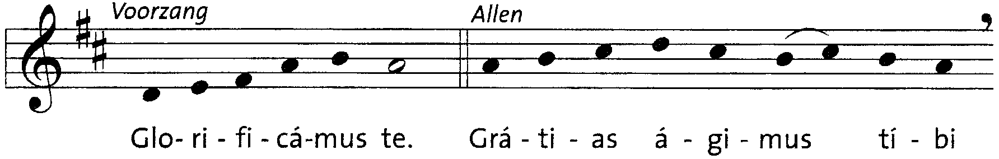 Voorzang Allen
Glo- ri - fi - cá-mus te. Grá - ti - as á - gi - mus tí - bi